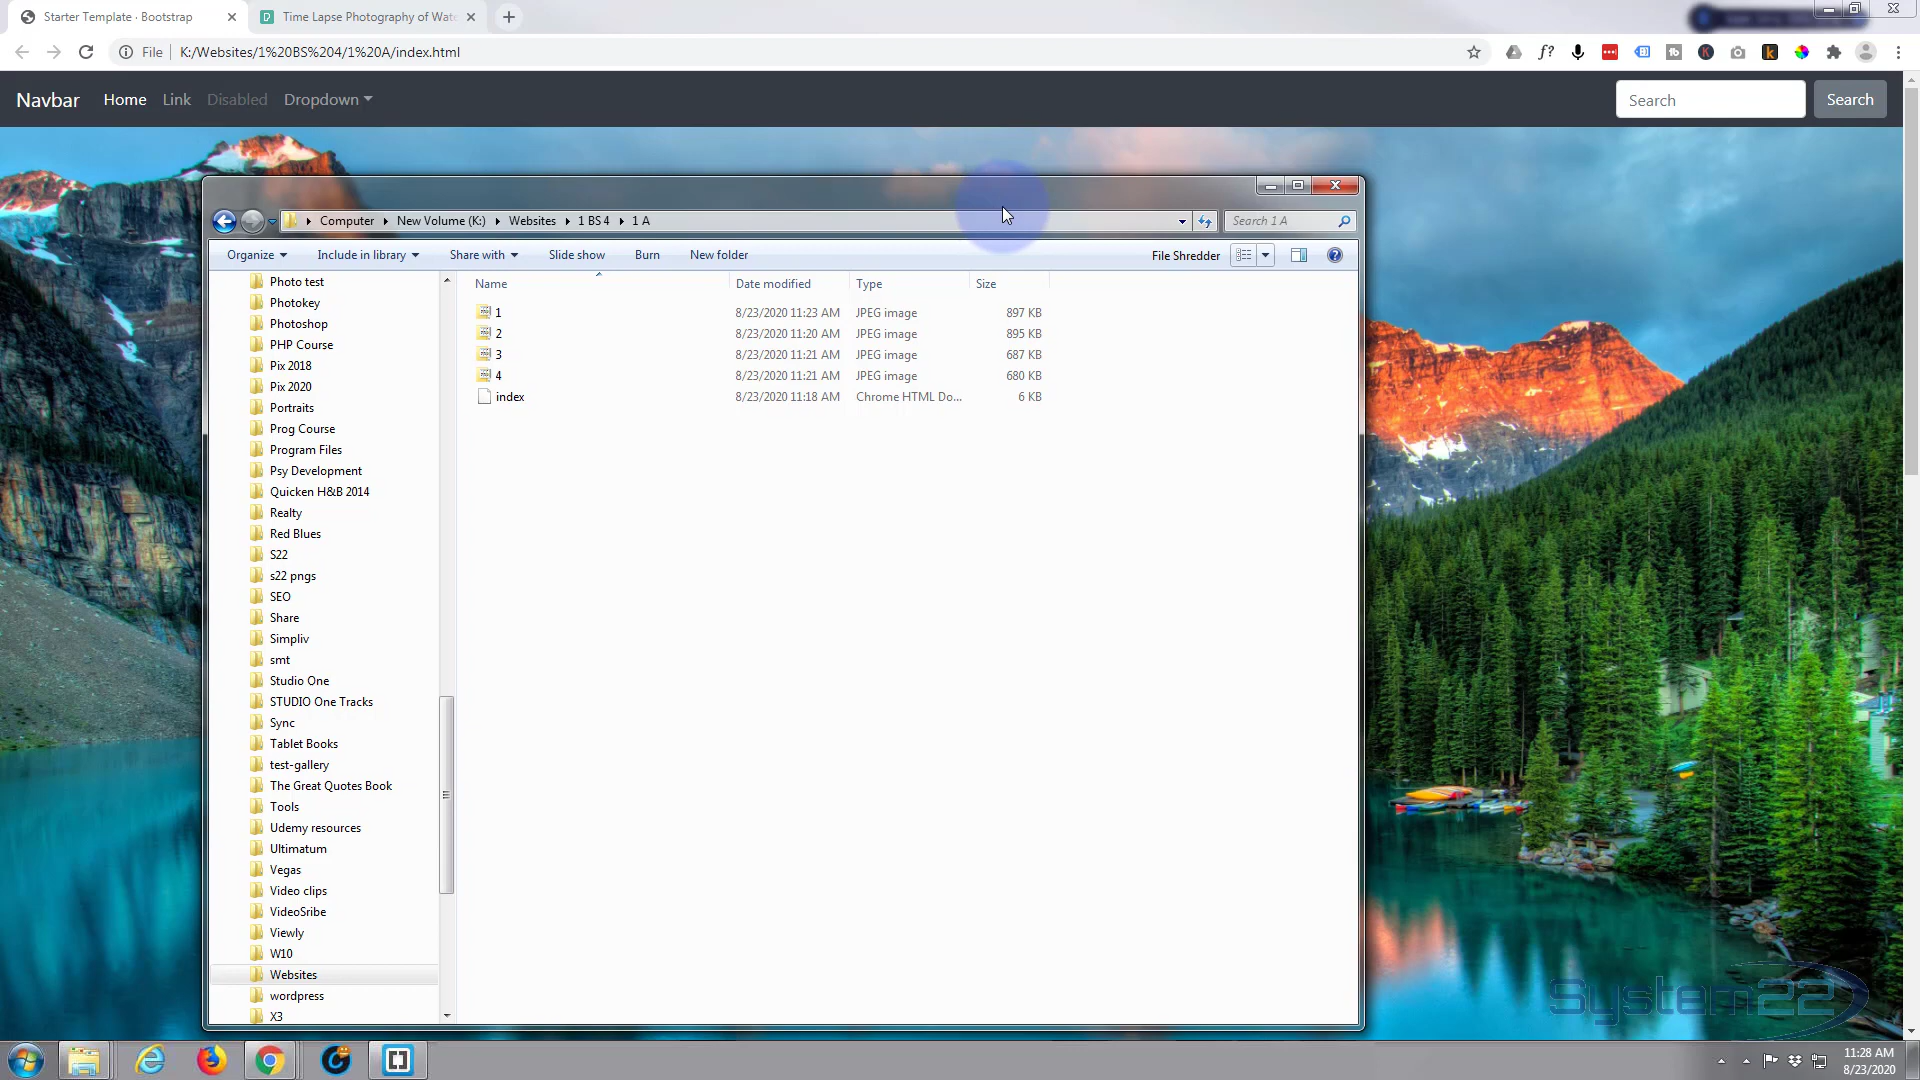 Starter Template · Bootstrap
Time Lapse Photography of Wat
File
K:/Websites/1%20BS%204/1%20A/index.html
Navbar
Home
Link
Disabled
Dropdown
Search
Search
Computer
New Volume (K:)
Websites
1 BS 4
1 A
Search 1 A
Organize
Include in library
Share with
Slide show
Burn
New folder
File Shredder
Name
Date modified
Type
Size
1 8/23/2020 11:23 AM JPEG image 897 KB
2 8/23/2020 11:20 AM JPEG image 895 KB
3 8/23/2020 11:21 AM JPEG image 687 KB
4 8/23/2020 11:21 AM JPEG image 680 KB
index 8/23/2020 11:18 AM Chrome HTML Do... 6 KB
Photo test
Photokey
Photoshop
PHP Course
Pix 2018
Pix 2020
Portraits
Prog Course
Program Files
Psy Development
Quicken H&B 2014
Realty
Red Blues
S22
s22 pngs
SEO
Share
Simpliv
smt
Studio One
STUDIO One Tracks
Sync
Tablet Books
test-gallery
The Great Quotes Book
Tools
Udemy resources
Ultimatum
Vegas
Video clips
VideoSribe
Viewly
W10
Websites
wordpress
X3
System22
11:28 AM
8/23/2020